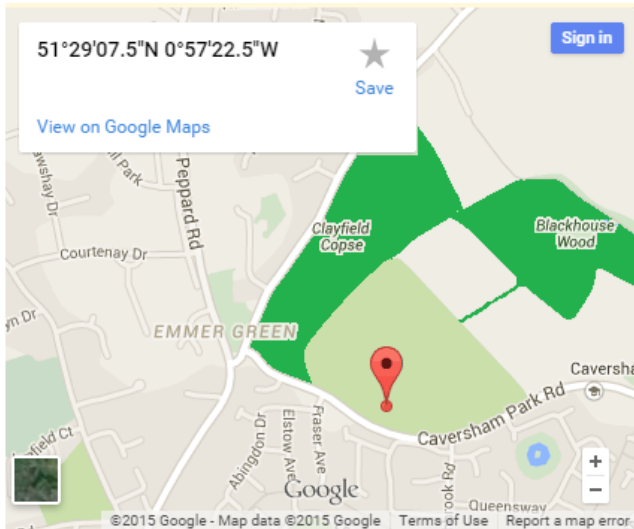 51°29'07.5"N 0°57'22.5"W
Save
View on Google Maps
Sign in
Park
Peppard Rd
Courtenay Dr
Clayfield
Copse
Blackhouse
Wood
EMMER GREEN
Caversha
Caversham Park Rd
Abingdon Dr
Elstow Ave
Fraser Ave
Google
Queensway
+
−
©2015 Google - Map data ©2015 Google
Terms of Use
Report a map error